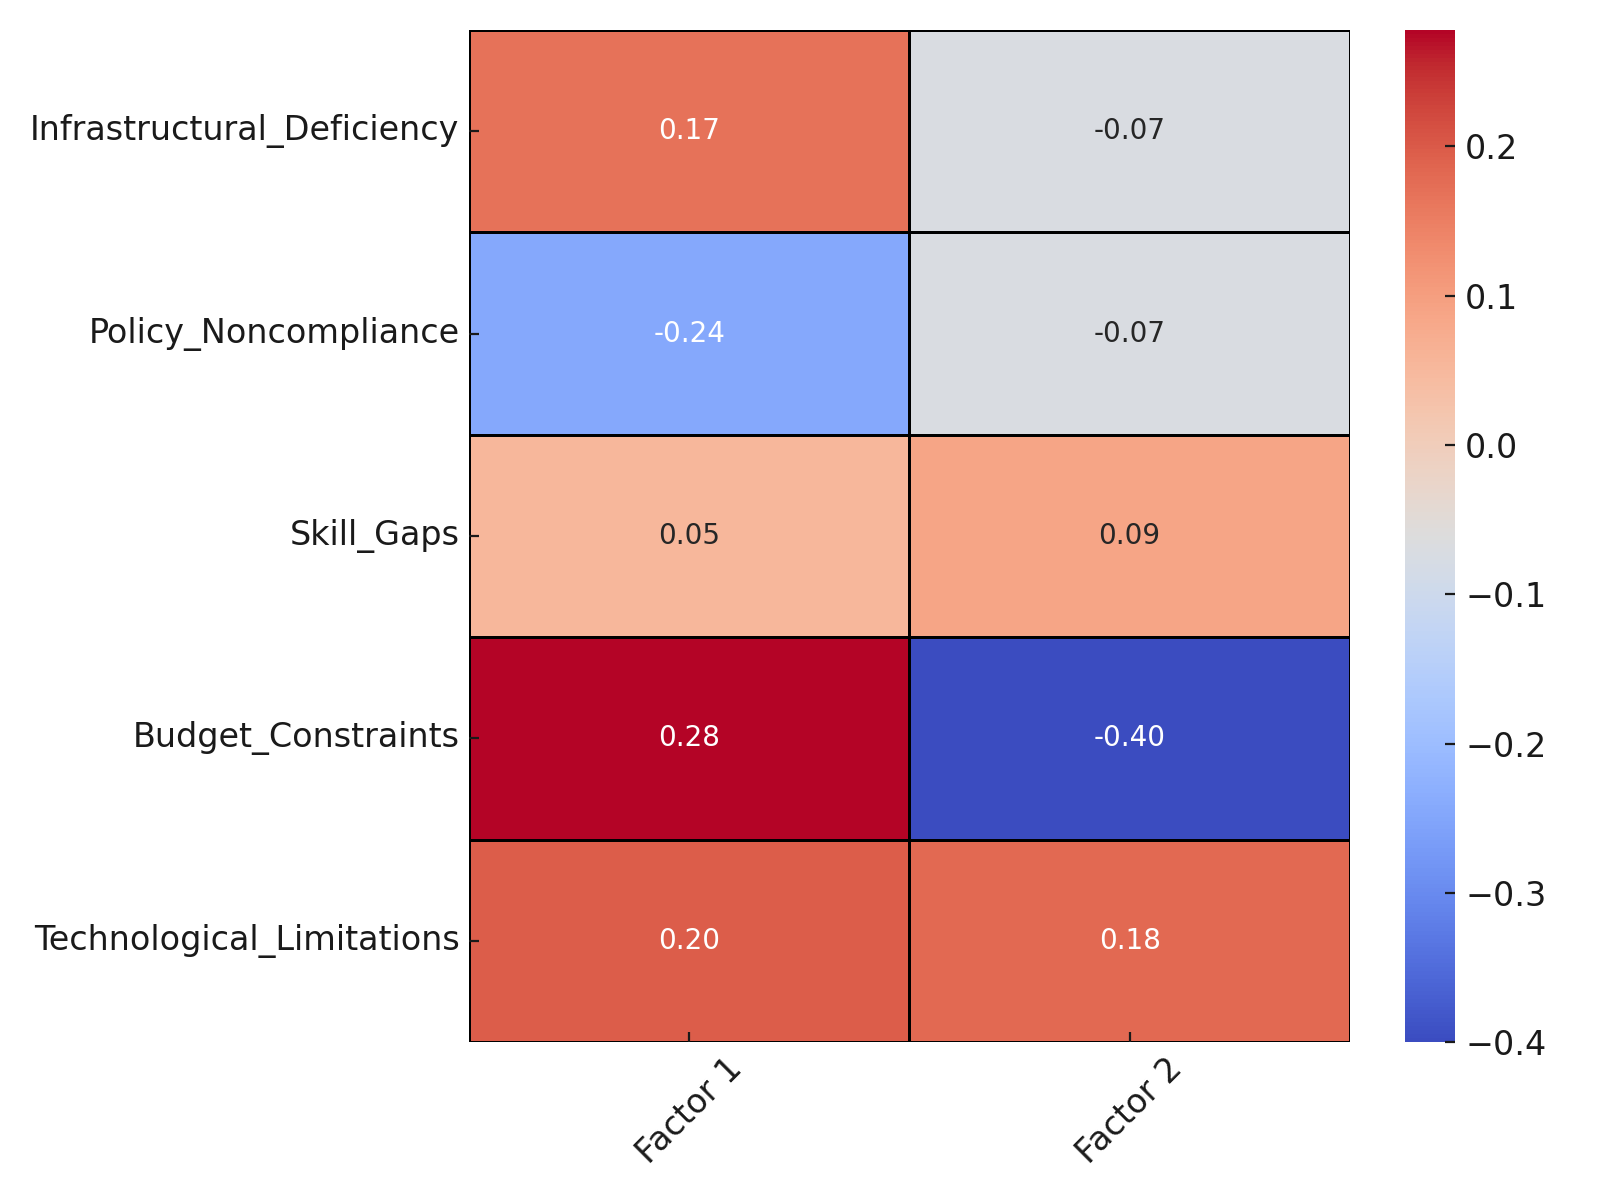 Infrastructural_Deficiency 0.17 -0.07
Policy_Noncompliance -0.24 -0.07
Skill_Gaps 0.05 0.09
Budget_Constraints 0.28 -0.40
Technological_Limitations 0.20 0.18
Factor 1 Factor 2
0.2
0.1
0.0
−0.1
−0.2
−0.3
−0.4